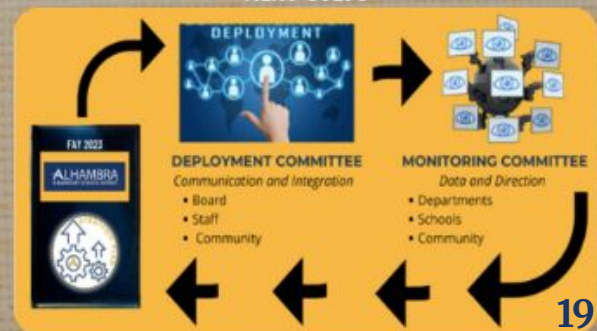 DEPLOYMENT
FAY 2023
ALHAMBRA
DEPLOYMENT COMMITTEE
Communication and Integration
• Board
• Staff
• Community
MONITORING COMMITTEE
Data and Direction
• Departments
• Schools
• Community
19